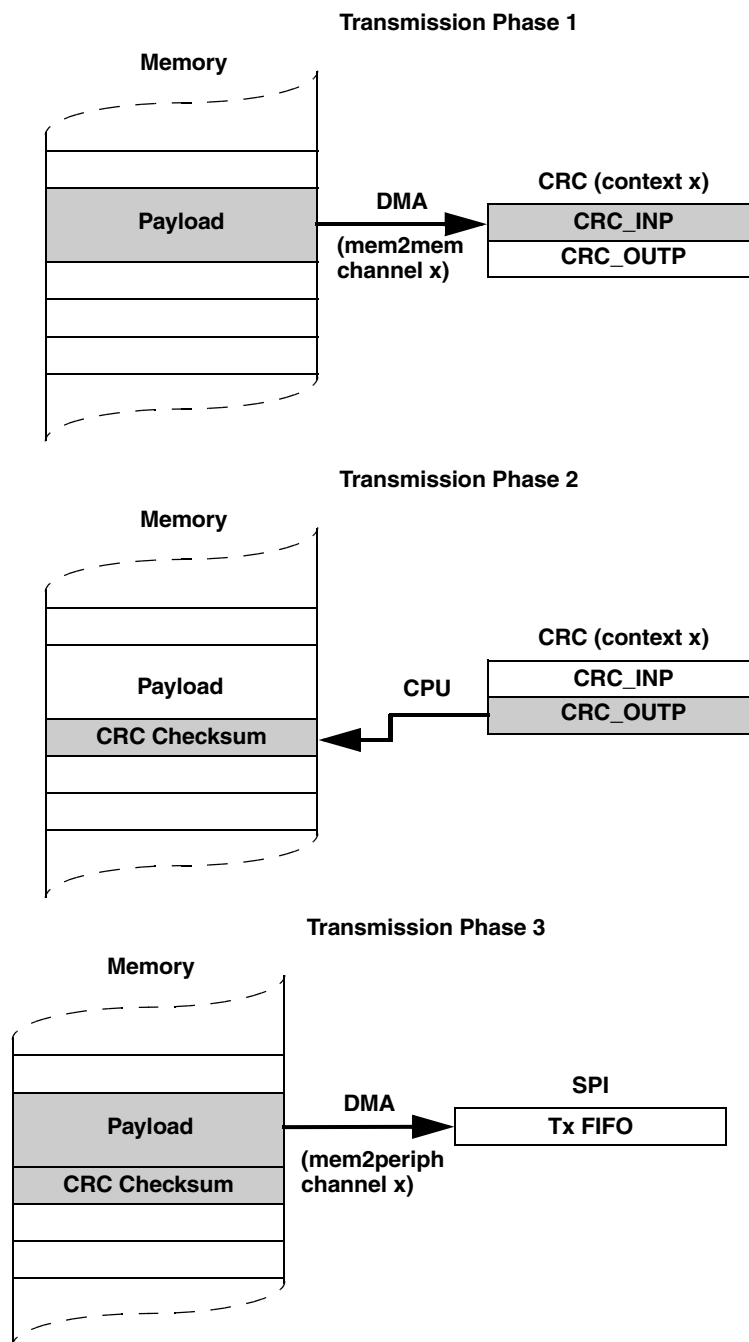 Transmission Phase 1
Memory
CRC (context x)
DMA
Payload
CRC_INP
(mem2mem
channel x)
CRC_OUTP
Transmission Phase 2
Memory
CRC (context x)
Payload
CPU
CRC_INP
CRC_OUTP
CRC Checksum
Transmission Phase 3
Memory
SPI
DMA
Payload
Tx FIFO
(mem2periph
channel x)
CRC Checksum